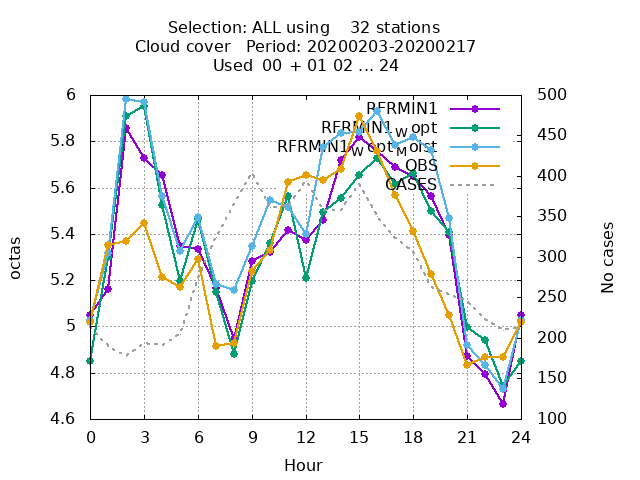 Selection: ALL using 32 stations
Cloud cover Period: 20200203-20200217
Used 00 + 01 02 ... 24
RFRMIN1
RFRMIN1_wopt
RFRMIN1_wopt_Moist
OBS
CASES
6
5.8
5.6
5.4
5.2
5
4.8
4.6
500
450
400
350
300
250
200
150
100
octas
No cases
0 3 6 9 12 15 18 21 24
Hour